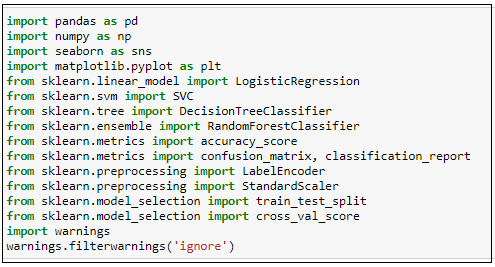 import pandas as pd
import numpy as np
import seaborn as sns
import matplotlib.pyplot as plt
from sklearn.linear_model import LogisticRegression
from sklearn.svm import SVC
from sklearn.tree import DecisionTreeClassifier
from sklearn.ensemble import RandomForestClassifier
from sklearn.metrics import accuracy_score
from sklearn.metrics import confusion_matrix, classification_report
from sklearn.preprocessing import LabelEncoder
from sklearn.preprocessing import StandardScaler
from sklearn.model_selection import train_test_split
from sklearn.model_selection import cross_val_score
import warnings
warnings.filterwarnings('ignore')